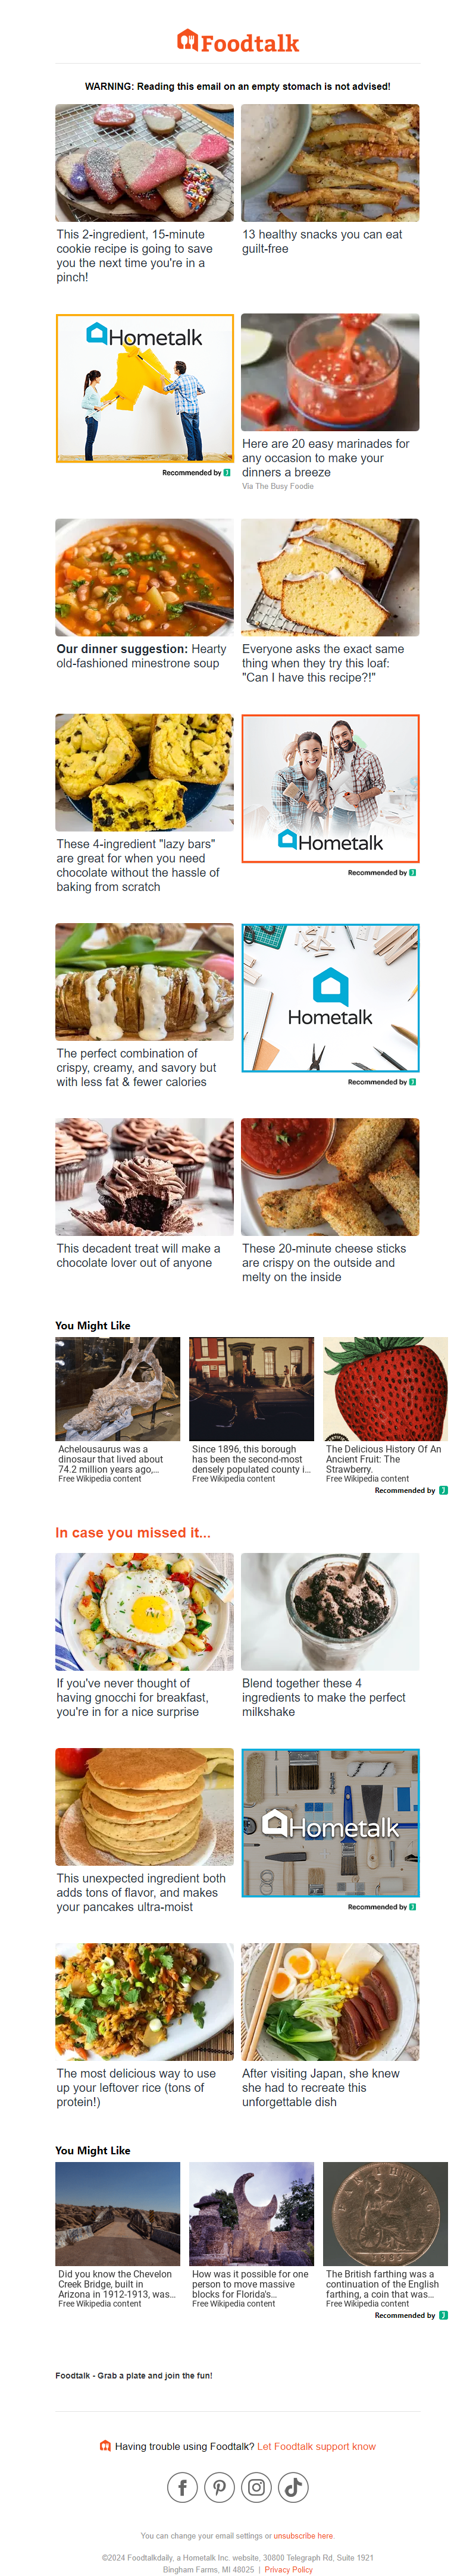 Foodtalk
WARNING: Reading this email on an empty stomach is not advised!
This 2-ingredient, 15-minute
cookie recipe is going to save
you the next time you're in a
pinch!
13 healthy snacks you can eat
guilt-free
Hometalk
Recommended by
Here are 20 easy marinades for
any occasion to make your
dinners a breeze
Via The Busy Foodie
Our dinner suggestion: Hearty
old-fashioned minestrone soup
Everyone asks the exact same
thing when they try this loaf:
"Can I have this recipe?!"
These 4-ingredient "lazy bars"
are great for when you need
chocolate without the hassle of
baking from scratch
Hometalk
Recommended by
The perfect combination of
crispy, creamy, and savory but
with less fat & fewer calories
Hometalk
Recommended by
This decadent treat will make a
chocolate lover out of anyone
These 20-minute cheese sticks
are crispy on the outside and
melty on the inside
You Might Like
Achelousaurus was a
dinosaur that lived about
74.2 million years ago,...
Free Wikipedia content
Since 1896, this borough
has been the second-most
densely populated county i...
Free Wikipedia content
The Delicious History Of An
Ancient Fruit: The
Strawberry.
Free Wikipedia content
Recommended by
In case you missed it...
If you've never thought of
having gnocchi for breakfast,
you're in for a nice surprise
Blend together these 4
ingredients to make the perfect
milkshake
This unexpected ingredient both
adds tons of flavor, and makes
your pancakes ultra-moist
Hometalk
Recommended by
The most delicious way to use
up your leftover rice (tons of
protein!)
After visiting Japan, she knew
she had to recreate this
unforgettable dish
You Might Like
Did you know the Chevelon
Creek Bridge, built in
Arizona in 1912-1913, was...
Free Wikipedia content
How was it possible for one
person to move massive
blocks for Florida's...
Free Wikipedia content
FARTHING
The British farthing was a
continuation of the English
farthing, a coin that was...
Free Wikipedia content
Recommended by
Foodtalk - Grab a plate and join the fun!
Having trouble using Foodtalk? Let Foodtalk support know
You can change your email settings or unsubscribe here.
©2024 Foodtalkdaily, a Hometalk Inc. website, 30800 Telegraph Rd, Suite 1921
Bingham Farms, MI 48025 | Privacy Policy